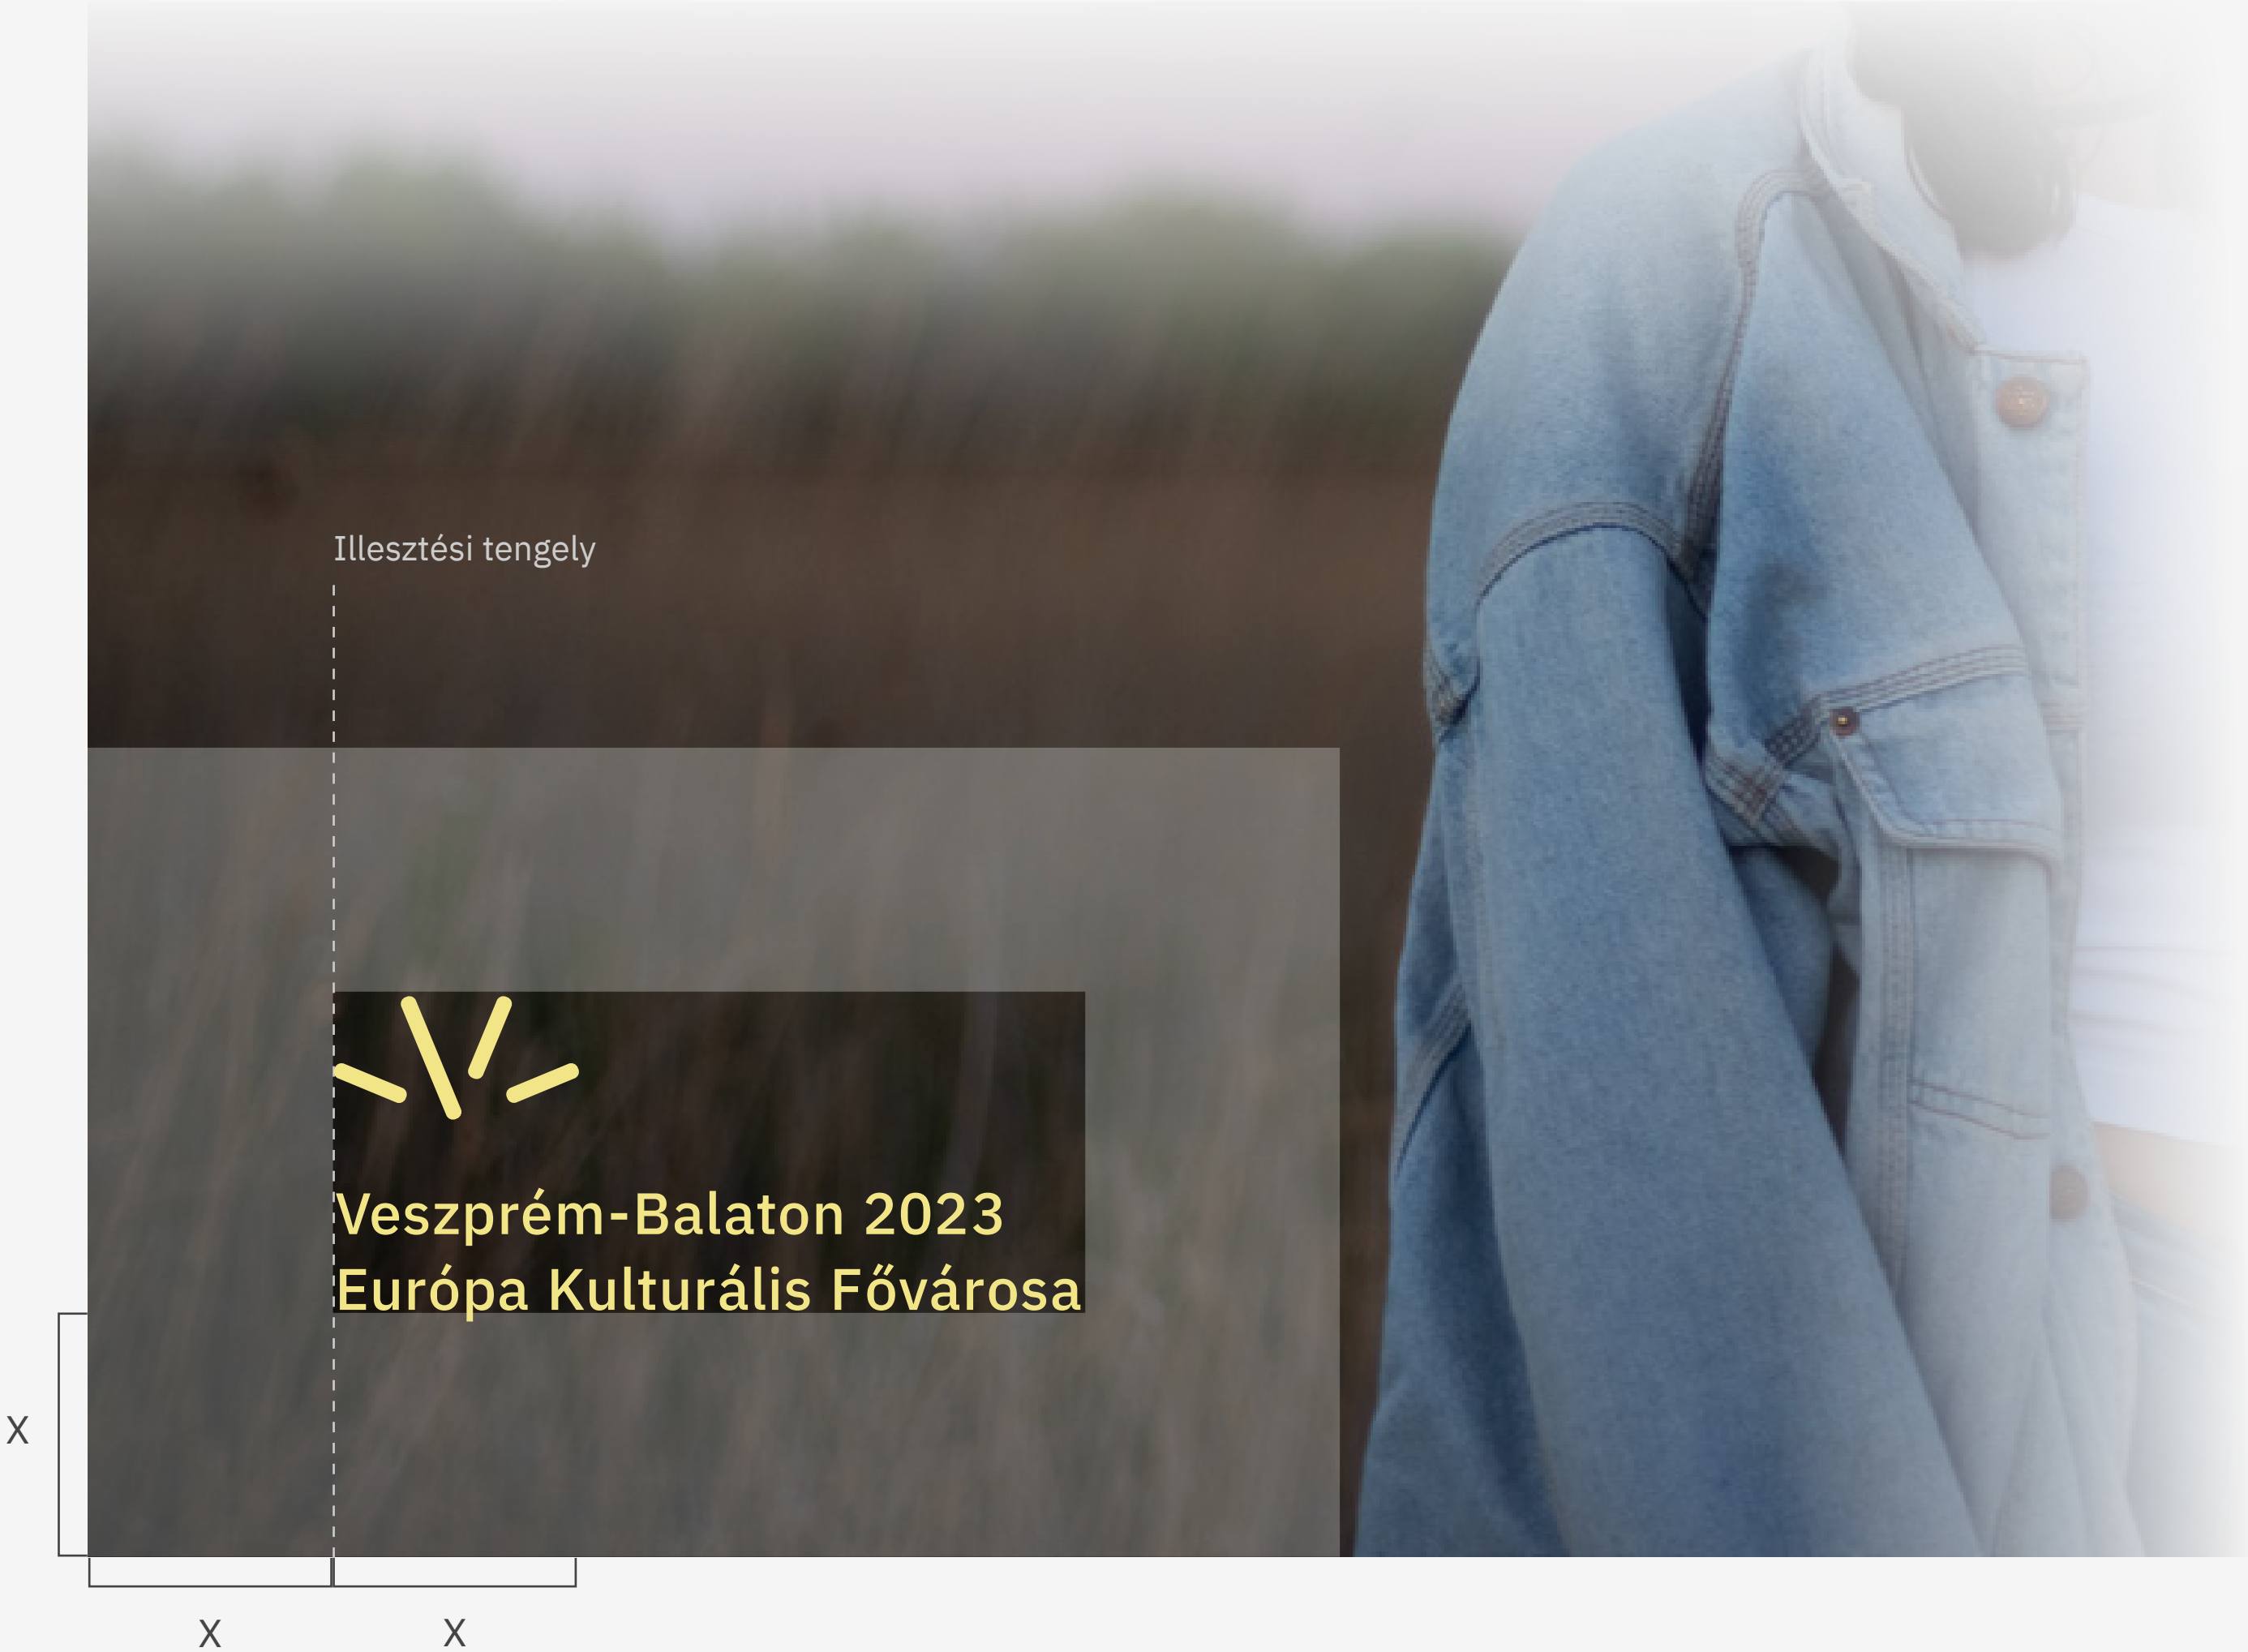 Illesztési tengely
Veszprém-Balaton 2023
Európa Kulturális Fővárosa
X
X
X